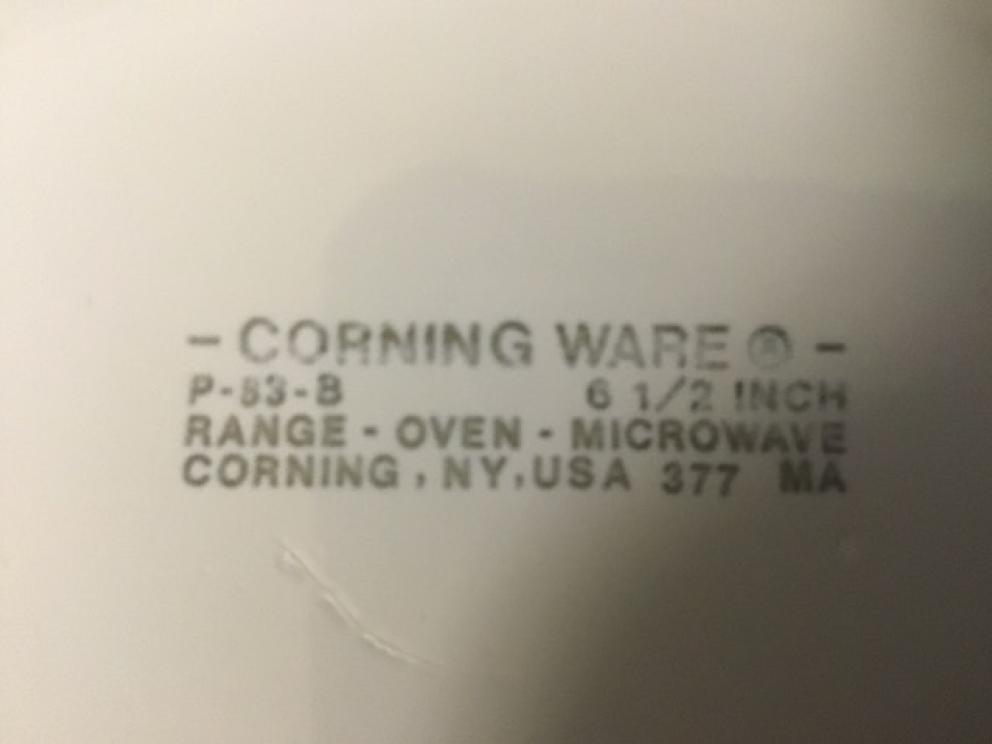 - CORNING WARE ® -
P-83-B 6 1/2 INCH
RANGE - OVEN - MICROWAVE
CORNING, NY, USA 377 MA